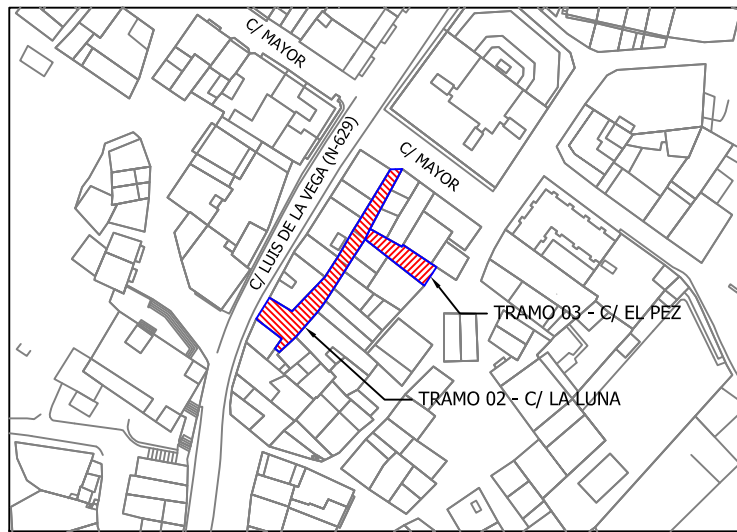 C/ MAYOR
C/ LUIS DE LA VEGA (N-629)
C/ MAYOR
TRAMO 03 - C/ EL PEZ
TRAMO 02 - C/ LA LUNA